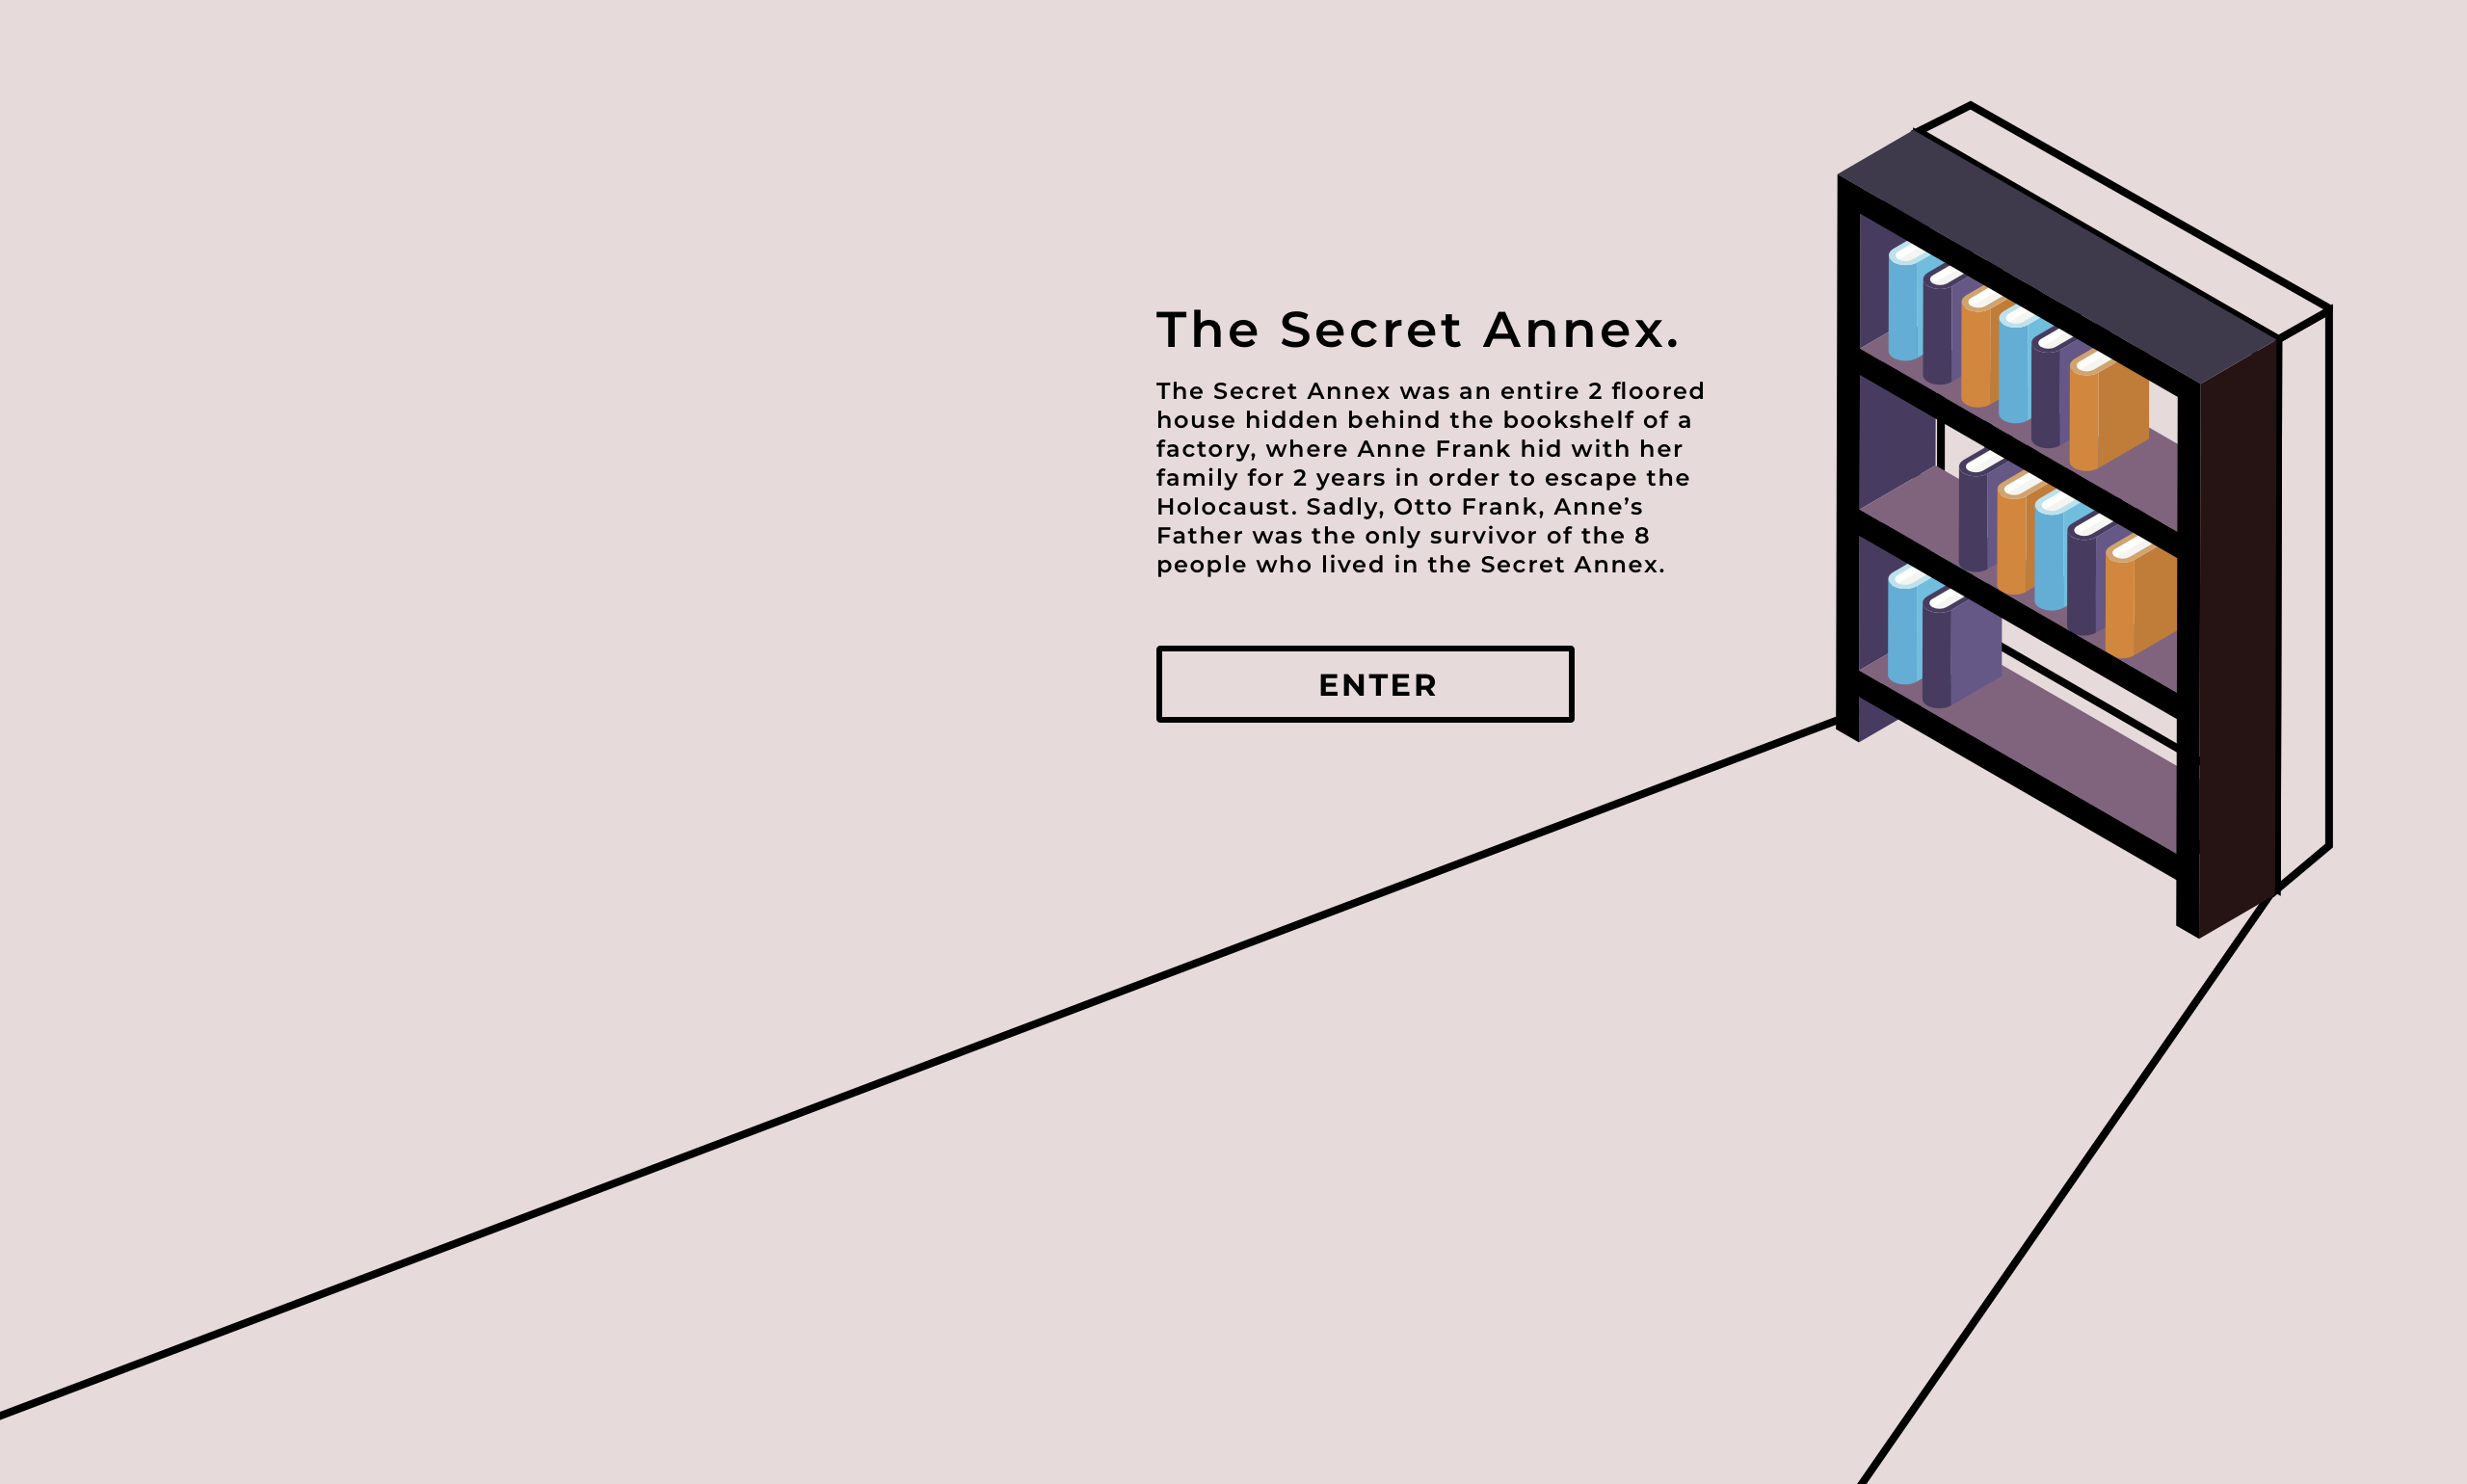 The Secret Annex.
The Secret Annex was an entire 2 floored
house hidden behind the bookshelf of a
factory, where Anne Frank hid with her
family for 2 years in order to escape the
Holocaust. Sadly, Otto Frank, Anne’s
Father was the only survivor of the 8
people who lived in the Secret Annex.
ENTER